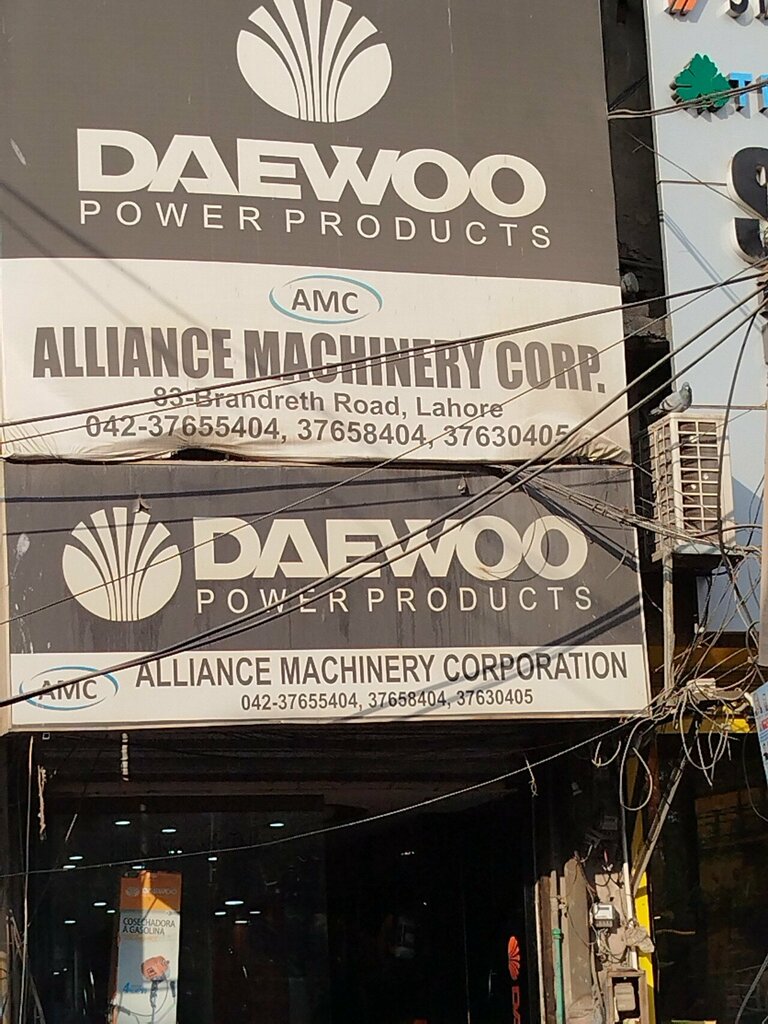 DAEWOO
POWER PRODUCTS
AMC
ALLIANCE MACHINERY CORP.
83-Brandreth Road, Lahore
042-37655404, 37658404, 37630405
DAEWOO
POWER PRODUCTS
AMC
ALLIANCE MACHINERY CORPORATION
042-37655404, 37658404, 37630405
DAEWOO
COSECHADORA
A GASOLINA